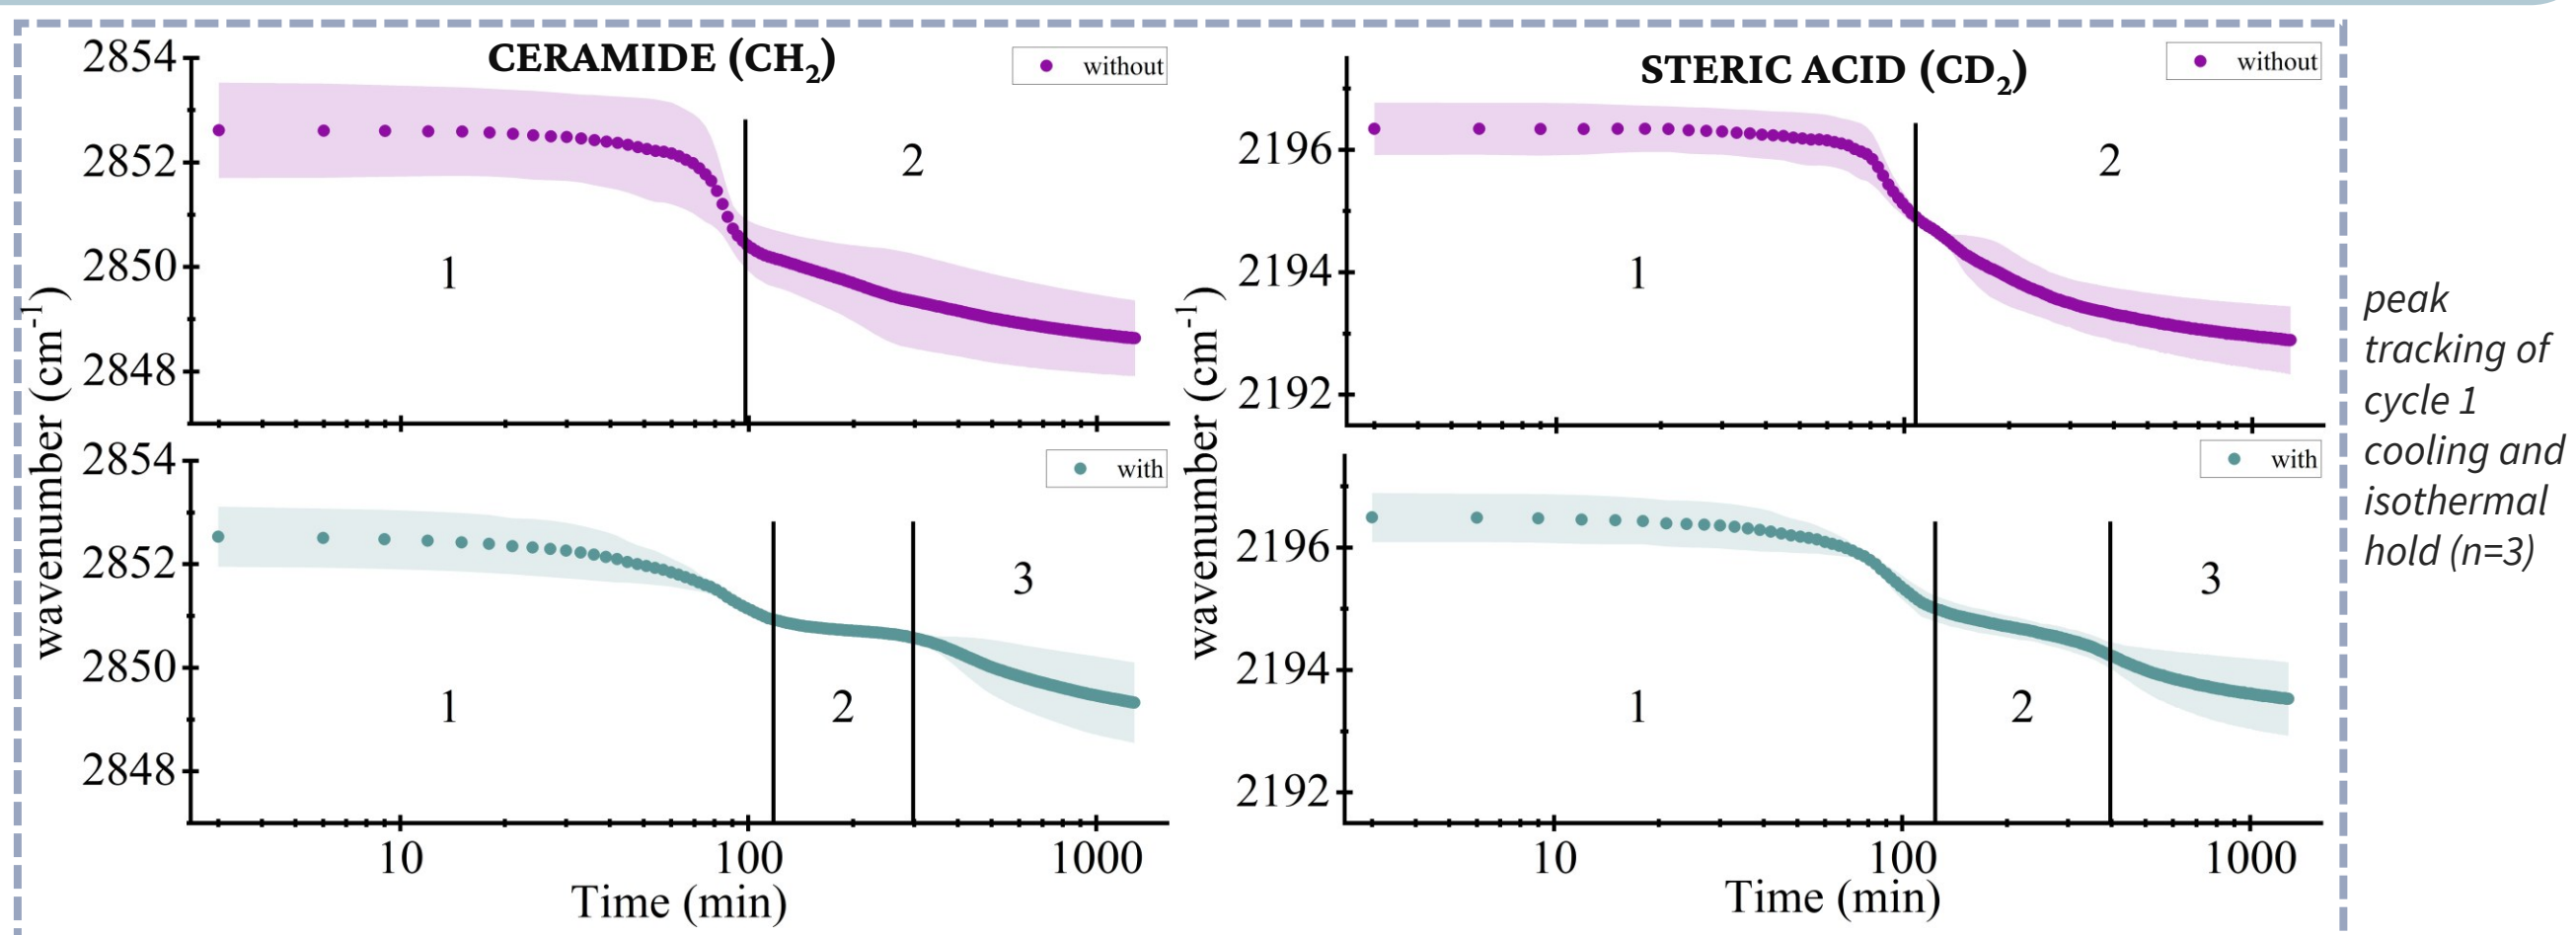 CERAMIDE (CH2)
without
2854
2852
2850
2848
1
2
wavenumber (cm-1)
with
2854
2852
2850
2848
1
2
3
10
100
1000
Time (min)
STERIC ACID (CD2)
without
2196
2194
2192
1
2
wavenumber (cm-1)
with
2196
2194
2192
1
2
3
10
100
1000
Time (min)
peak
tracking of
cycle 1
cooling and
isothermal
hold (n=3)